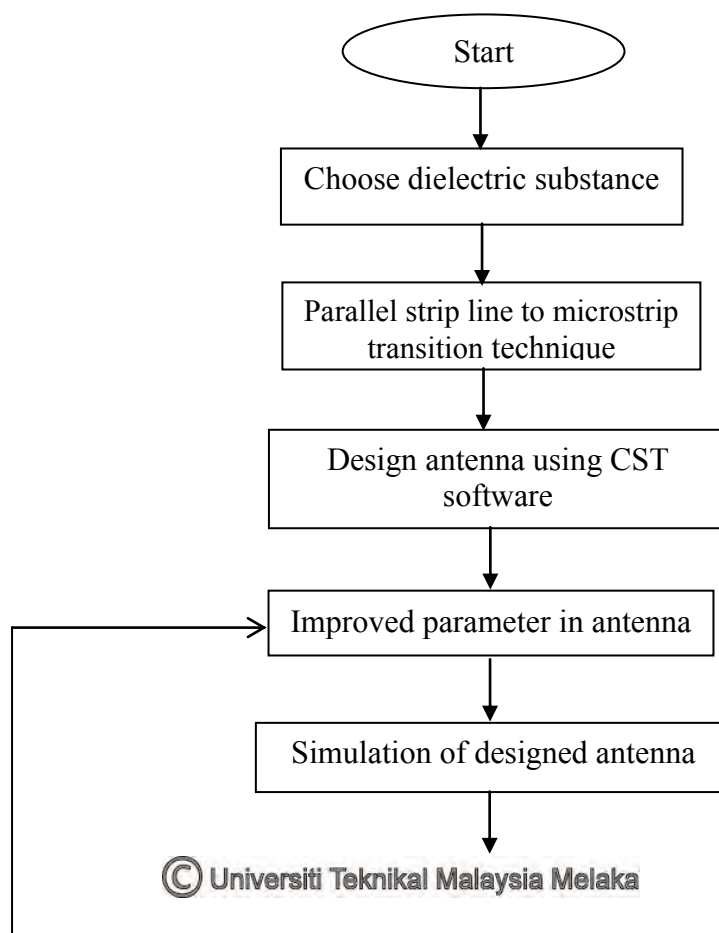 Start
Choose dielectric substance
Parallel strip line to microstrip
transition technique
Design antenna using CST
software
Improved parameter in antenna
Simulation of designed antenna
© Universiti Teknikal Malaysia Melaka